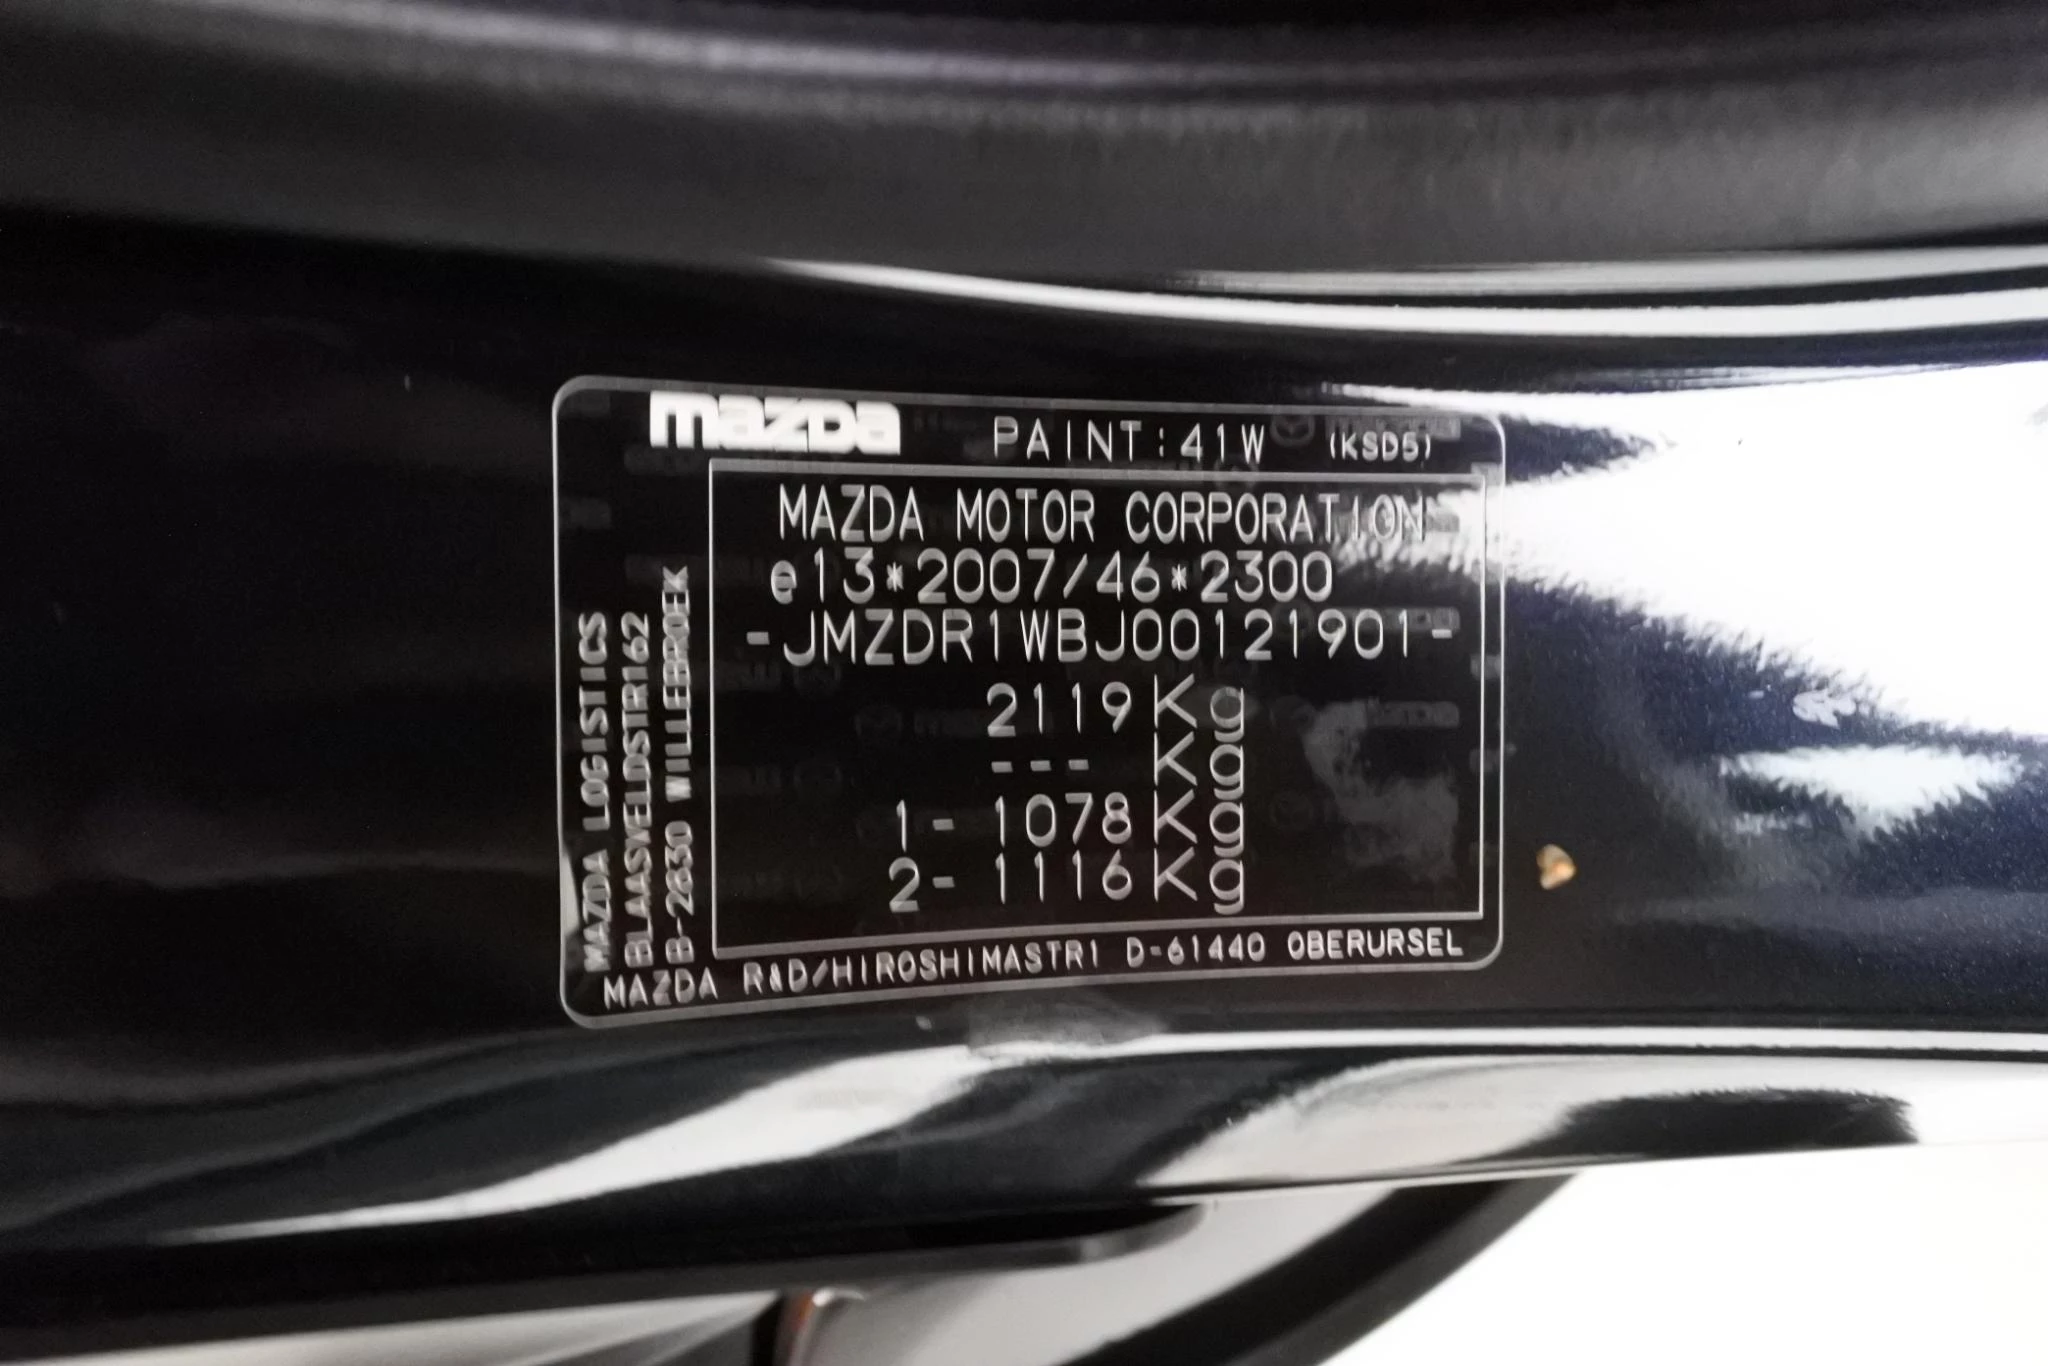 mazda PAINT:41W (KSD5)
MAZDA MOTOR CORPORATION
e13*2007/46*2300
-JMZDR1WBJ00121901-
2119Kg
--- Kg
1- 1078Kg
2- 1116Kg
MAZDA LOGISTICS
BLAASVELDSTR162
B-2830 WILLEBROEK
MAZDA R&D/HIROSHIMASTR1 D-61440 OBERURSEL